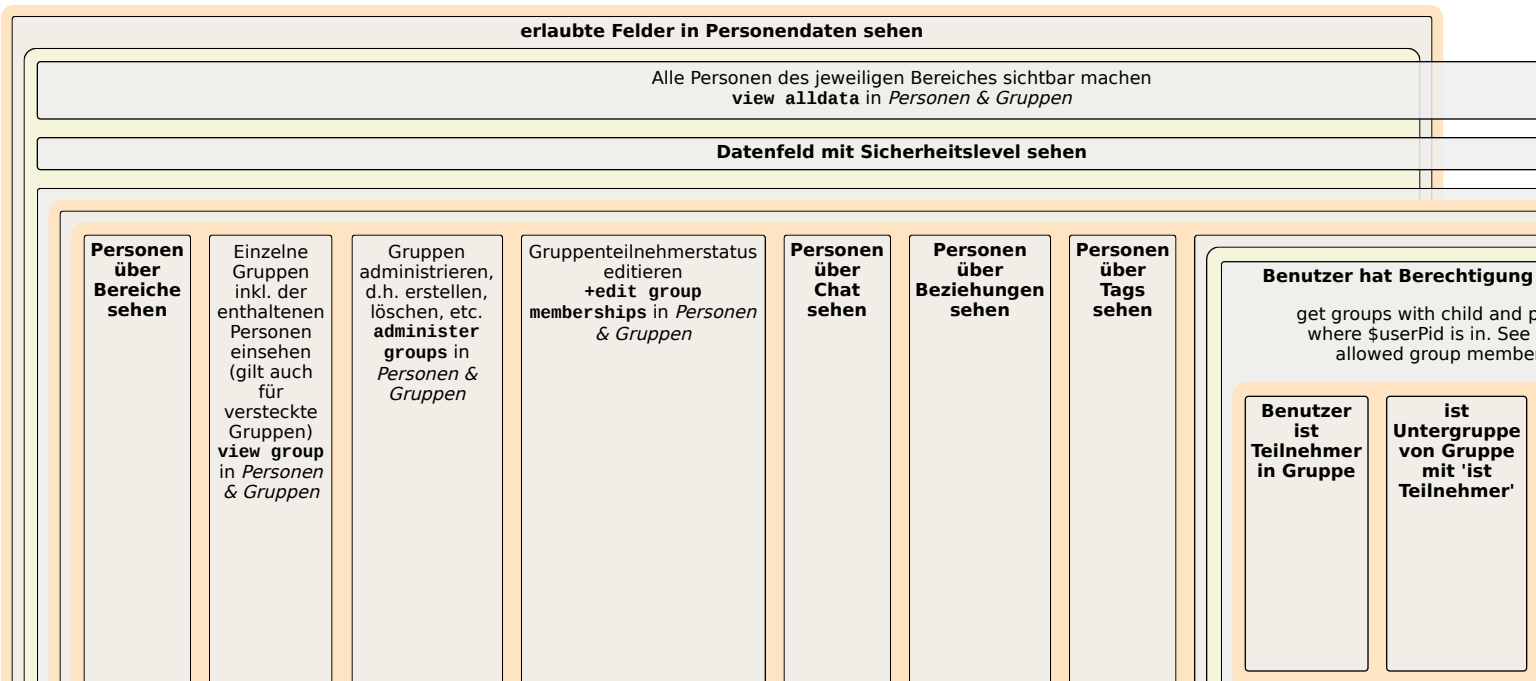 erlaubte Felder in Personendaten sehen
Alle Personen des jeweiligen Bereiches sichtbar machen
view alldata in Personen & Gruppen
Datenfeld mit Sicherheitslevel sehen
Personen
über
Bereiche
sehen
Einzelne
Gruppen
inkl. der
enthaltenen
Personen
einsehen
(gilt auch
für
versteckte
Gruppen)
view group
in Personen
& Gruppen
Gruppen
administrieren,
d.h. erstellen,
löschen, etc.
administer
groups in
Personen &
Gruppen
Gruppenteilnehmerstatus
editieren
+edit group
memberships in Personen
& Gruppen
Personen
über
Chat
sehen
Personen
über
Beziehungen
sehen
Personen
über
Tags
sehen
Benutzer hat Berechtigung
get groups with child and
where $userPid is in. See
allowed group
Benutzer
ist
Teilnehmer
in Gruppe
ist
Untergruppe
von Gruppe
mit 'ist
Teilnehmer'